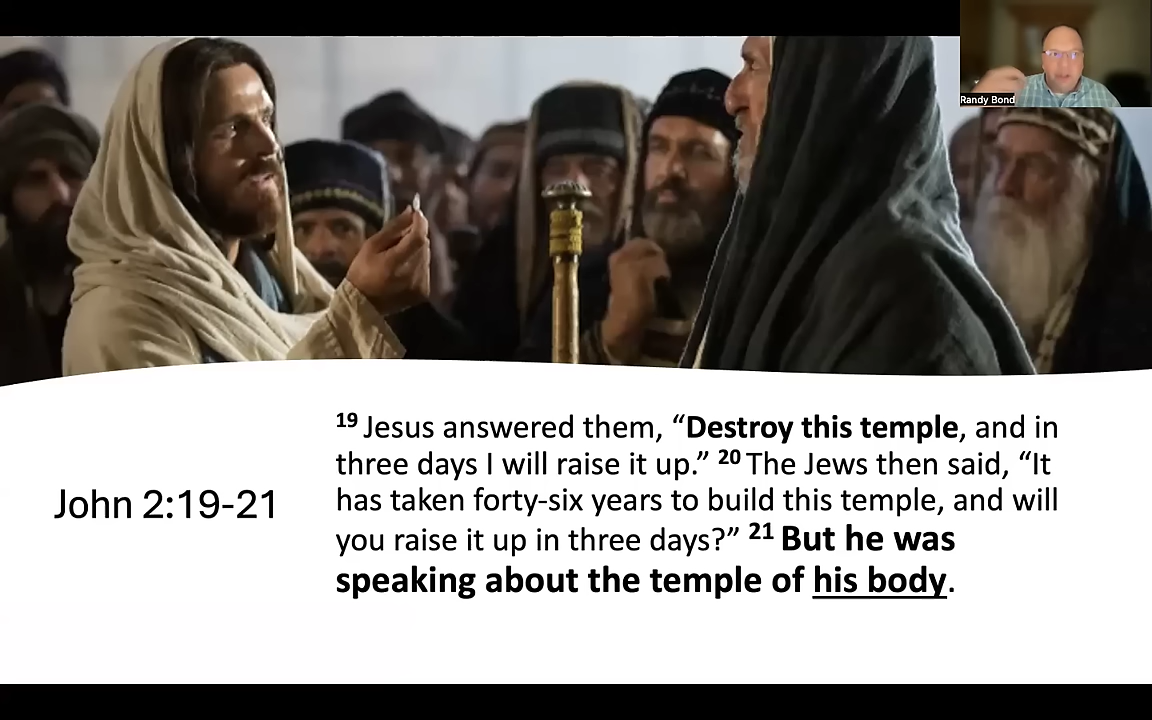 Randy Bond
John 2:19-21
19 Jesus answered them, “Destroy this temple, and in
three days I will raise it up.” 20 The Jews then said, “It
has taken forty-six years to build this temple, and will
you raise it up in three days?” 21 But he was
speaking about the temple of his body.